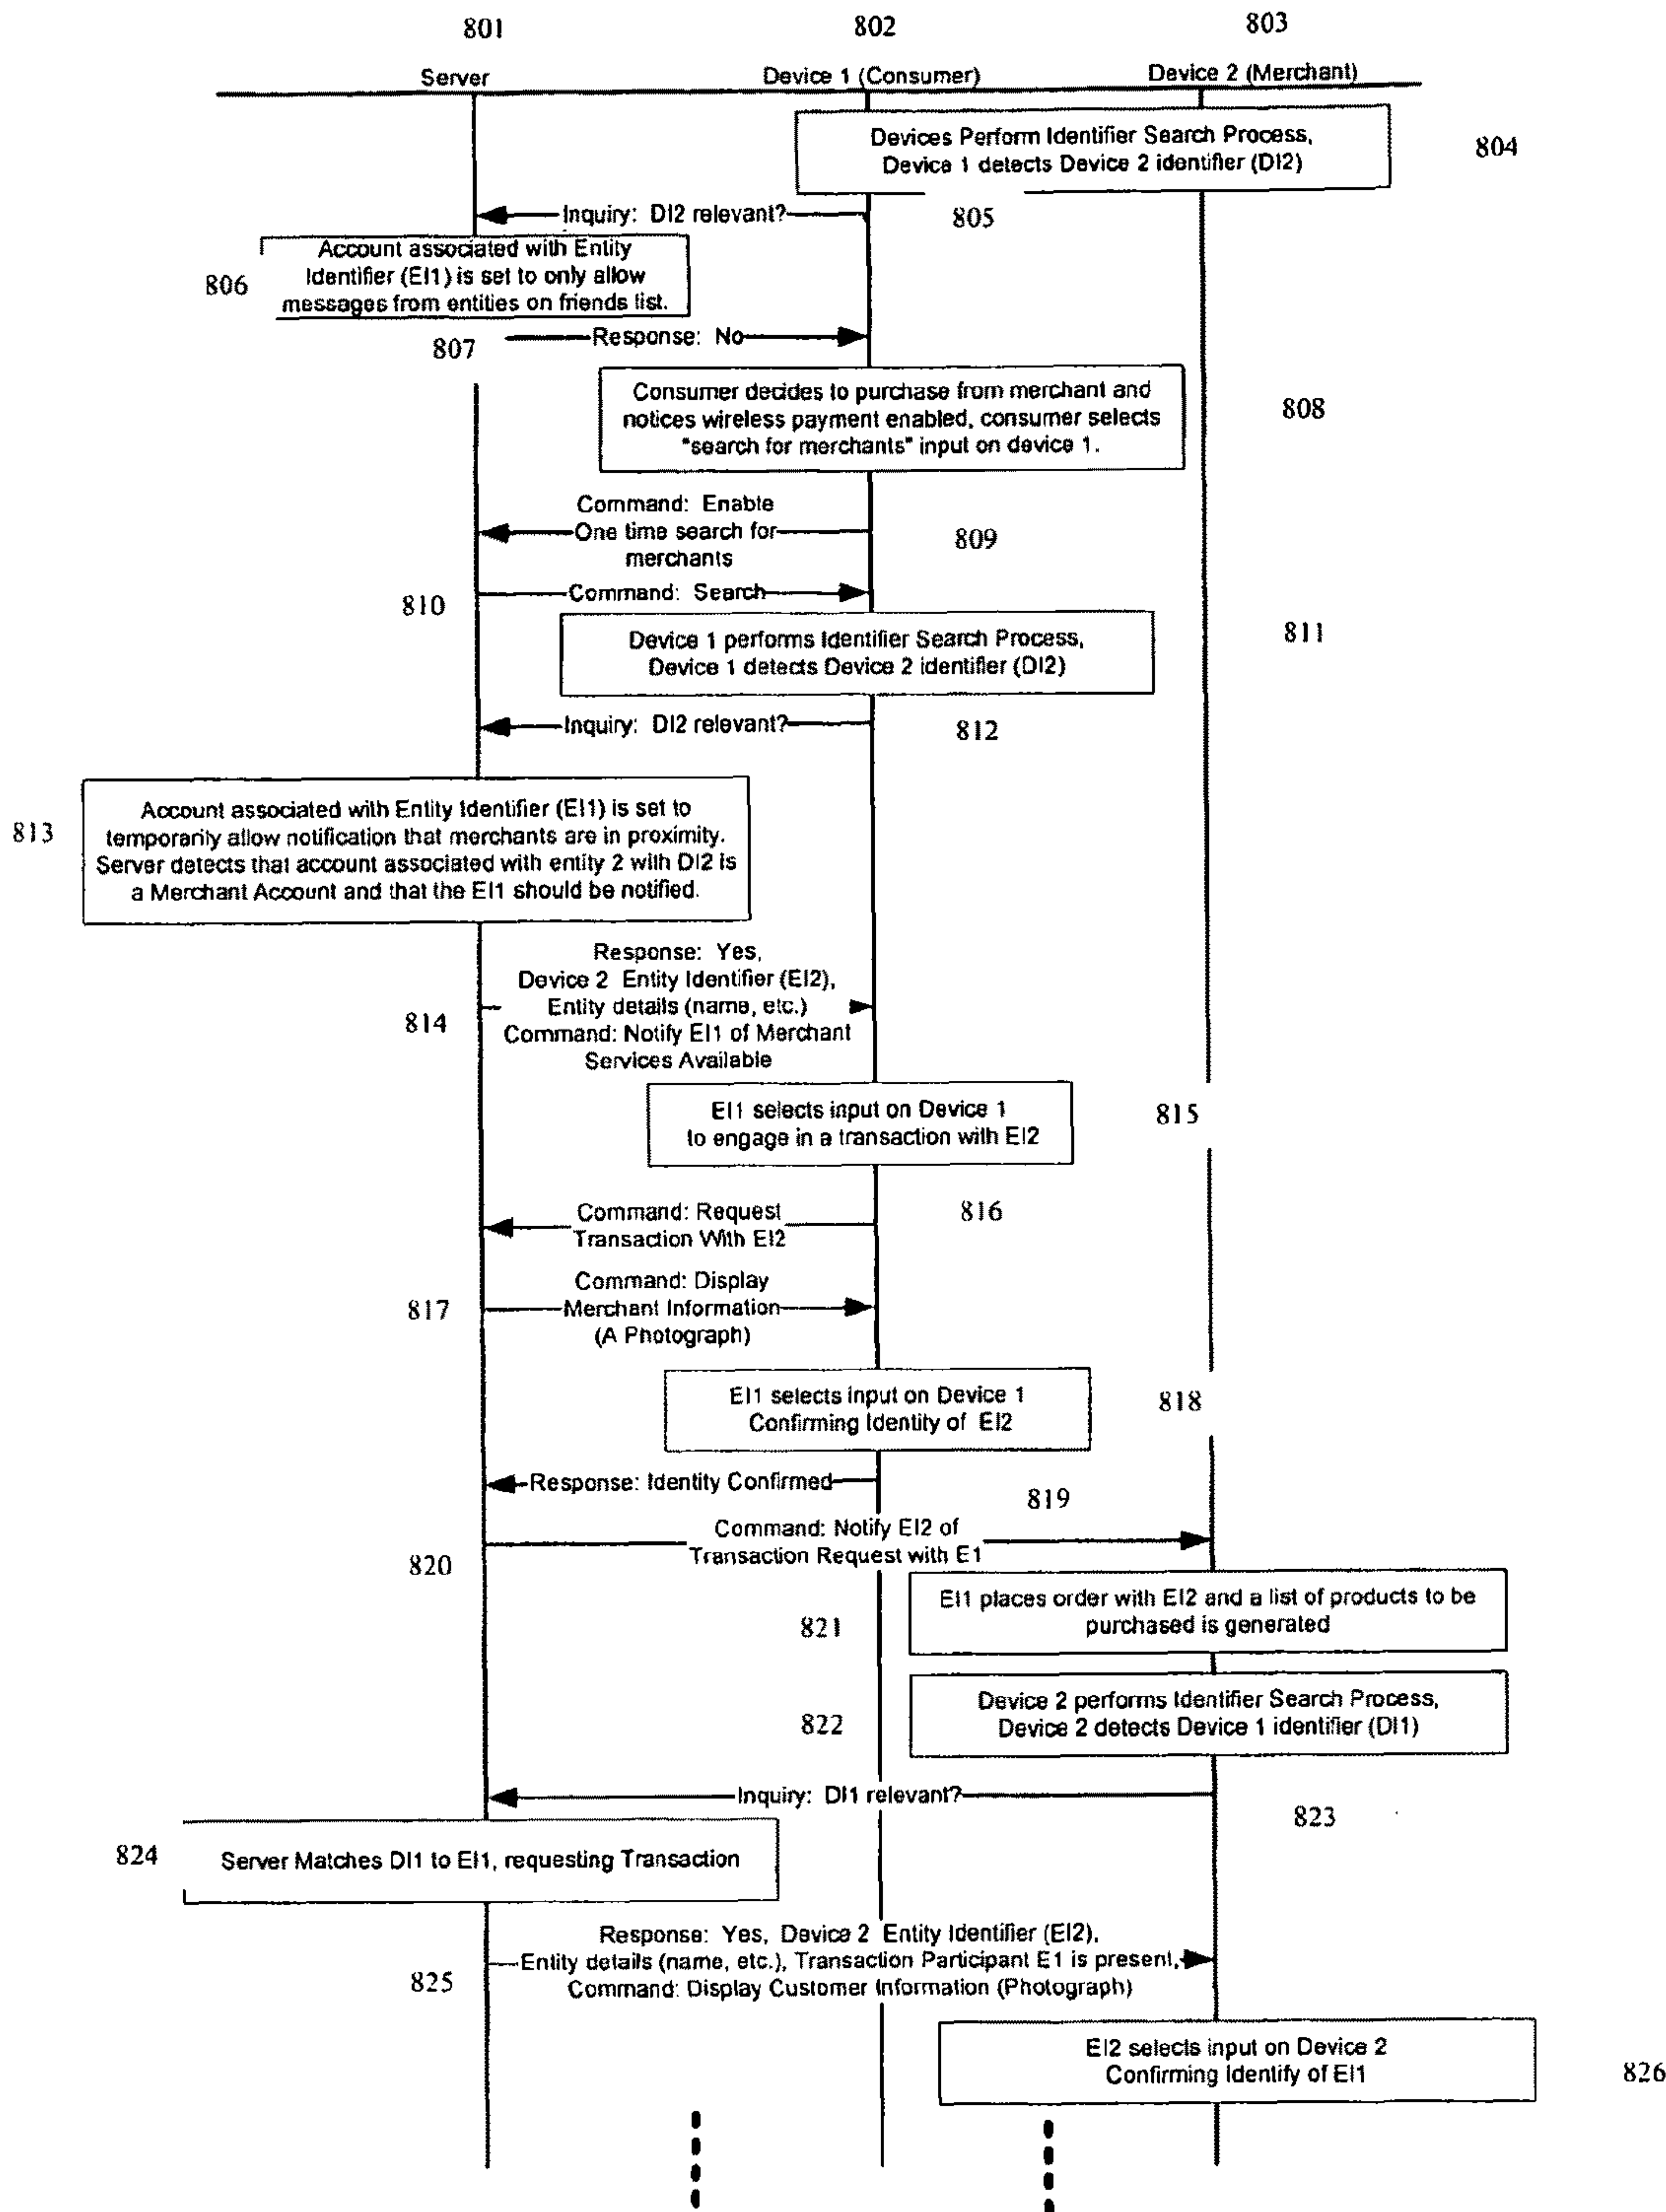 801
802
803
Server
Device 1 (Consumer)
Device 2 (Merchant)
Devices Perform Identifier Search Process,
Device 1 detects Device 2 identifier (DI2)
804
Inquiry: DI2 relevant?
805
Account associated with Entity
Identifier (EI1) is set to only allow
messages from entities on friends list.
806
Response: No
807
Consumer decides to purchase from merchant and
notices wireless payment enabled, consumer selects
"search for merchants" input on device 1.
808
Command: Enable
One time search for
merchants
809
Command: Search
810
Device 1 performs Identifier Search Process,
Device 1 detects Device 2 identifier (DI2)
811
Inquiry: DI2 relevant?
812
Account associated with Entity Identifier (EI1) is set to
temporarily allow notification that merchants are in proximity.
Server detects that account associated with entity 2 with DI2 is
a Merchant Account and that the EI1 should be notified.
813
Response: Yes,
Device 2 Entity Identifier (EI2),
Entity details (name, etc.)
Command: Notify EI1 of Merchant
Services Available
814
EI1 selects input on Device 1
to engage in a transaction with EI2
815
Command: Request
Transaction With EI2
816
Command: Display
Merchant Information
(A Photograph)
817
EI1 selects input on Device 1
Confirming Identity of EI2
818
Response: Identity Confirmed
819
Command: Notify EI2 of
Transaction Request with E1
820
EI1 places order with EI2 and a list of products to be
purchased is generated
821
Device 2 performs Identifier Search Process,
Device 2 detects Device 1 identifier (DI1)
822
Inquiry: DI1 relevant?
823
824
Server Matches DI1 to EI1, requesting Transaction
Response: Yes, Device 2 Entity Identifier (EI2),
Entity details (name, etc.), Transaction Participant E1 is present,
Command: Display Customer Information (Photograph)
825
EI2 selects input on Device 2
Confirming Identify of EI1
826